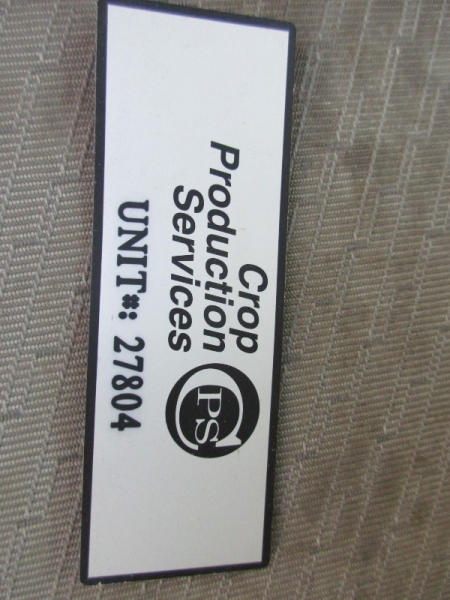 Crop
Production
Services
CPS
UNIT#: 27804